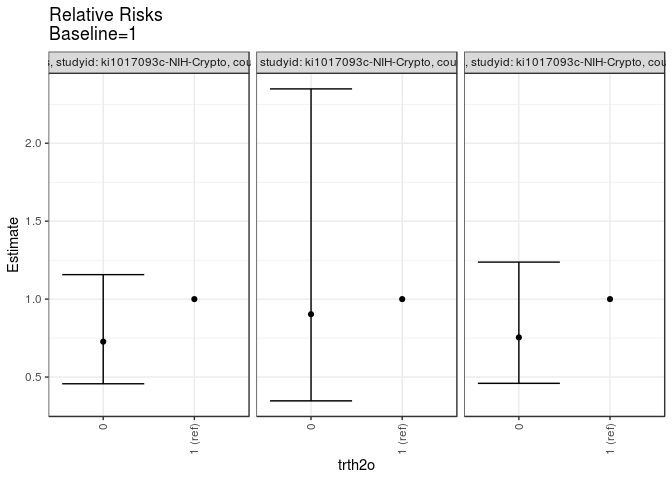 Relative Risks
Baseline=1
, studyid: ki1017093c-NIH-Crypto, cou
studyid: ki1017093c-NIH-Crypto, cou
, studyid: ki1017093c-NIH-Crypto, cou
Estimate
2.0
1.5
1.0
0.5
0
1 (ref)
0
1 (ref)
0
1 (ref)
trth2o